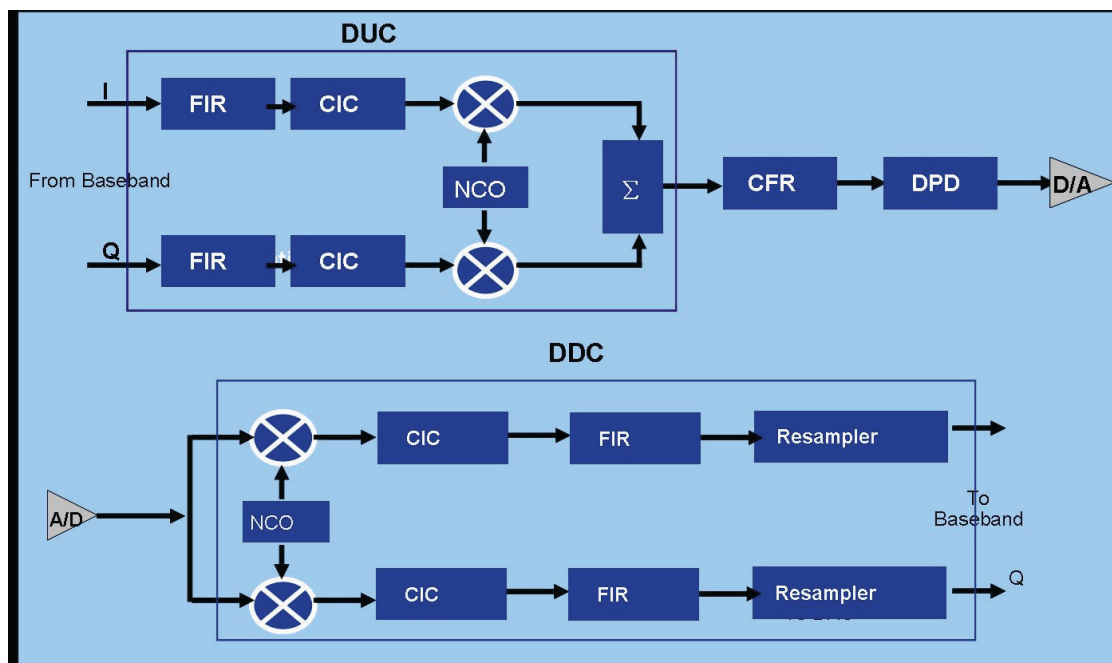 DUC
I
FIR
CIC
From Baseband
NCO
Σ
CFR
DPD
D/A
Q
FIR
CIC
DDC
CIC
FIR
Resampler
A/D
NCO
To
Baseband
CIC
FIR
Resampler
Q